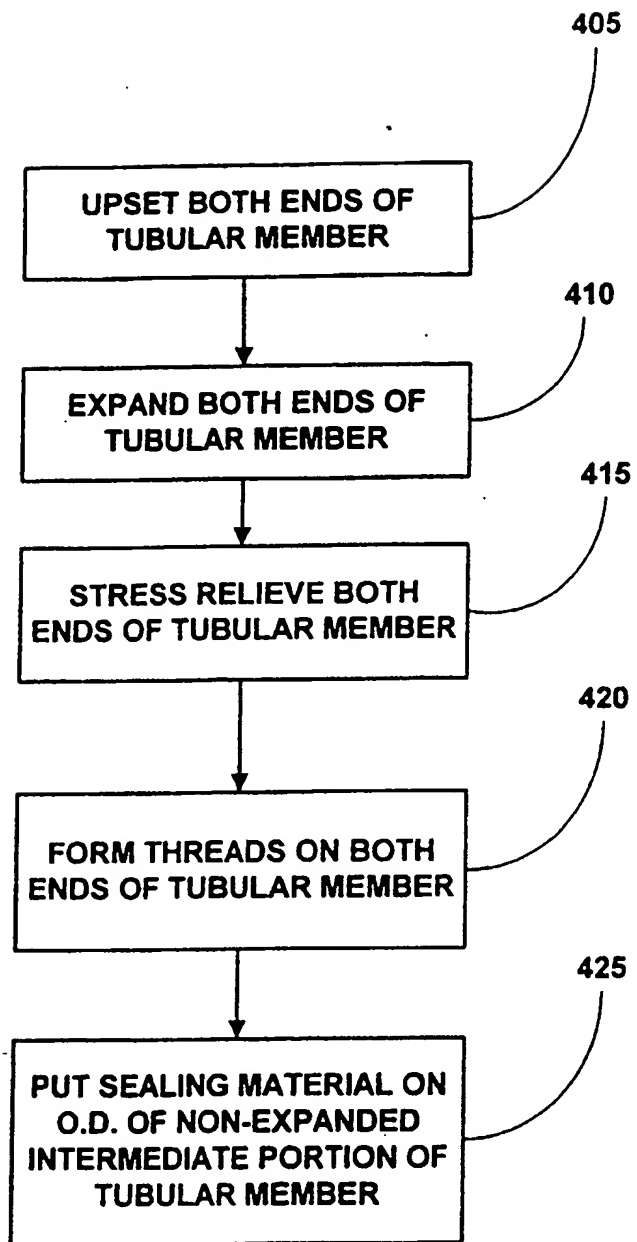 405
UPSET BOTH ENDS OF
TUBULAR MEMBER
410
EXPAND BOTH ENDS OF
TUBULAR MEMBER
415
STRESS RELIEVE BOTH
ENDS OF TUBULAR MEMBER
420
FORM THREADS ON BOTH
ENDS OF TUBULAR MEMBER
425
PUT SEALING MATERIAL ON
O.D. OF NON-EXPANDED
INTERMEDIATE PORTION OF
TUBULAR MEMBER